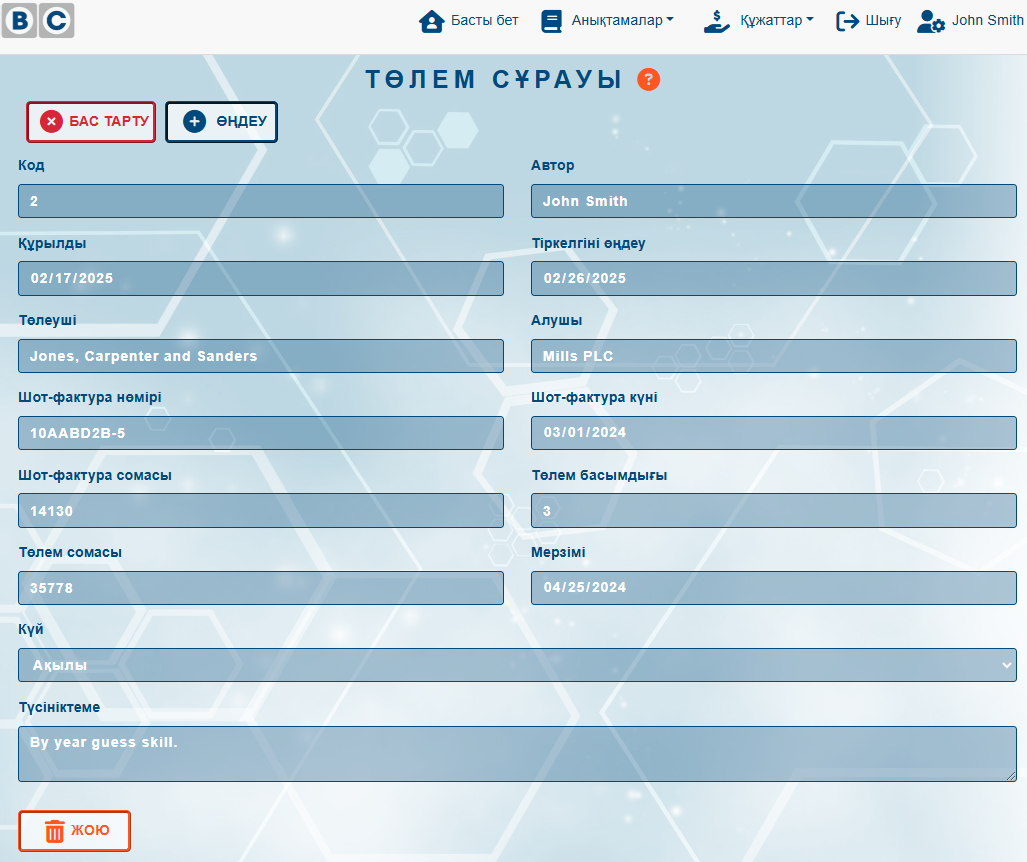 B C
Басты бет
Анықтамалар
Құжаттар
Шығу
John Smith
ТӨЛЕМ СҰРАУЫ ?
БАС ТАРТУ
ӨҢДЕУ
Код
Автор
2
John Smith
Құрылды
Тіркелгіні өңдеу
02/17/2025
02/26/2025
Төлеуші
Алушы
Jones, Carpenter and Sanders
Mills PLC
Шот-фактура нөмірі
Шот-фактура күні
10AABD2B-5
03/01/2024
Шот-фактура сомасы
Төлем басымдығы
14130
3
Төлем сомасы
Мерзімі
35778
04/25/2024
Күй
Ақылы
Түсініктеме
By year guess skill.
ЖОЮ